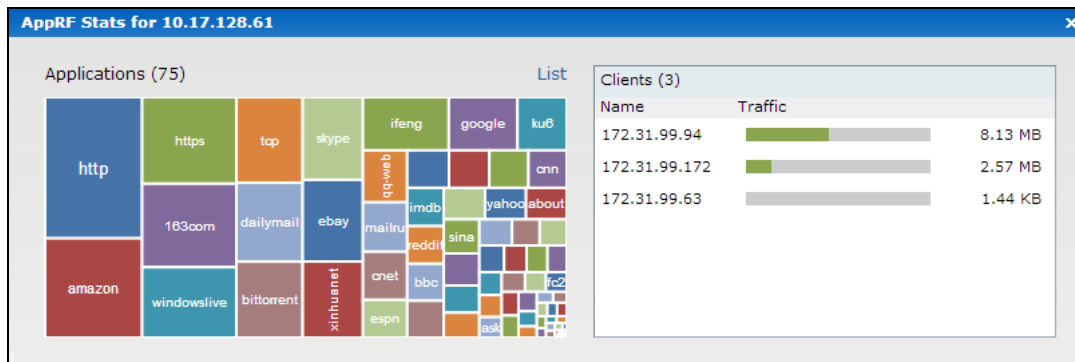 AppRF Stats for 10.17.128.61 x
Applications (75) List
http
amazon
https
163com
windowslive
tcp
dailymail
bittorrent
skype
ebay
xinhuanet
ifeng
google
ku6
qq-web
cnn
mailru
imdb
yahoo
about
reddit
sina
cnet
bbc
fc2
espn
ask
Clients (3)
Name Traffic
172.31.99.94 8.13 MB
172.31.99.172 2.57 MB
172.31.99.63 1.44 KB